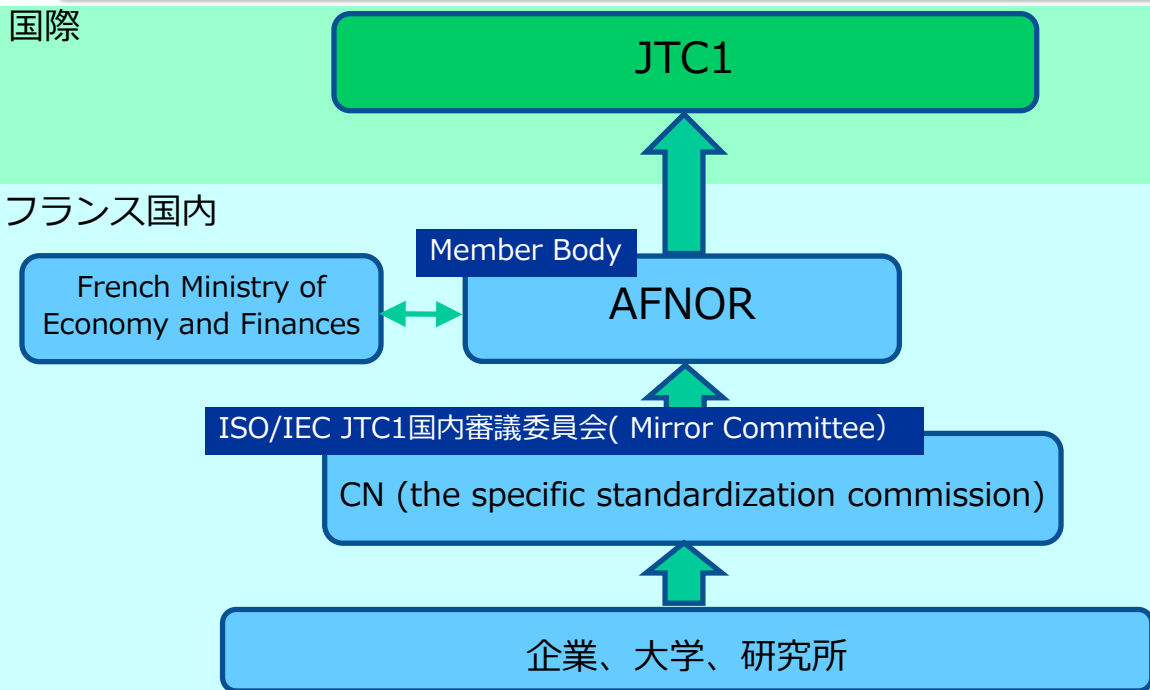 国際
JTC1
フランス国内
Member Body
French Ministry of
Economy and Finances
AFNOR
ISO/IEC JTC1国内審議委員会( Mirror Committee）
CN (the specific standardization commission)
企業、大学、研究所